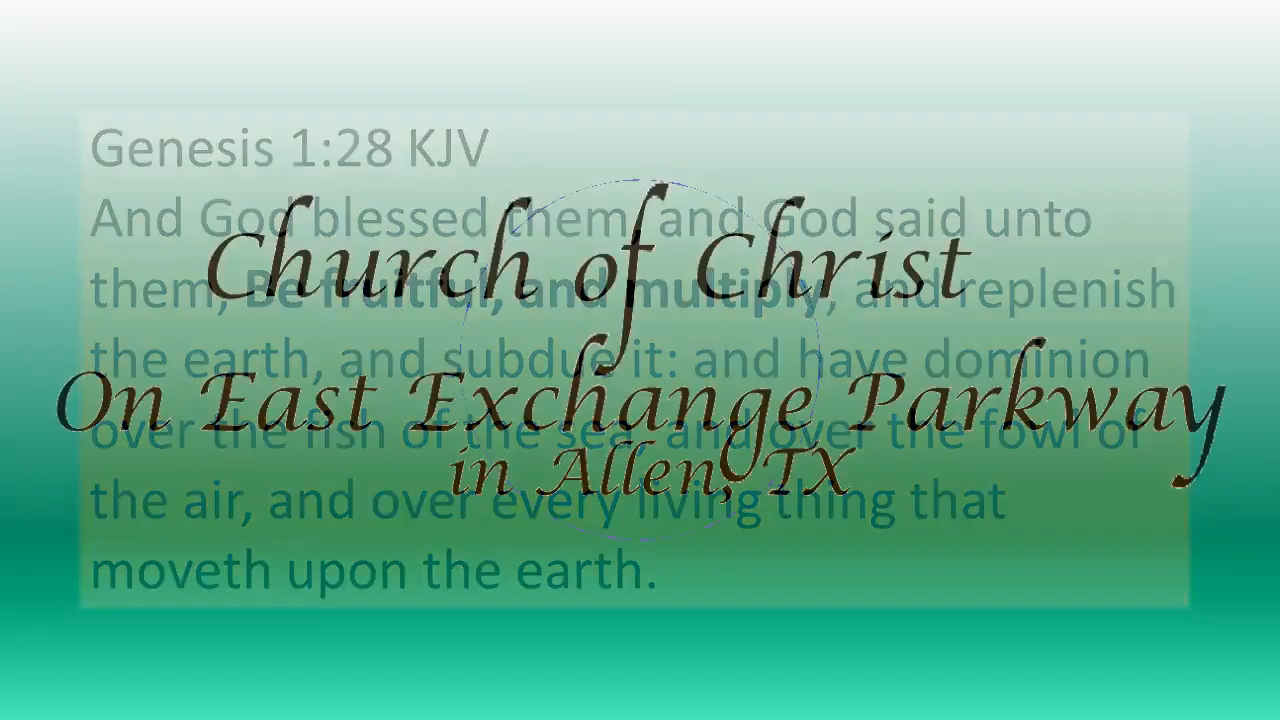 Genesis 1:28 KJV
And God blessed them, and God said unto
them, Be fruitful, and multiply, and replenish
the earth, and subdue it: and have dominion
over the fish of the sea, and over the fowl of
the air, and over every living thing that
moveth upon the earth.
Church of Christ
On East Exchange Parkway
in Allen, TX